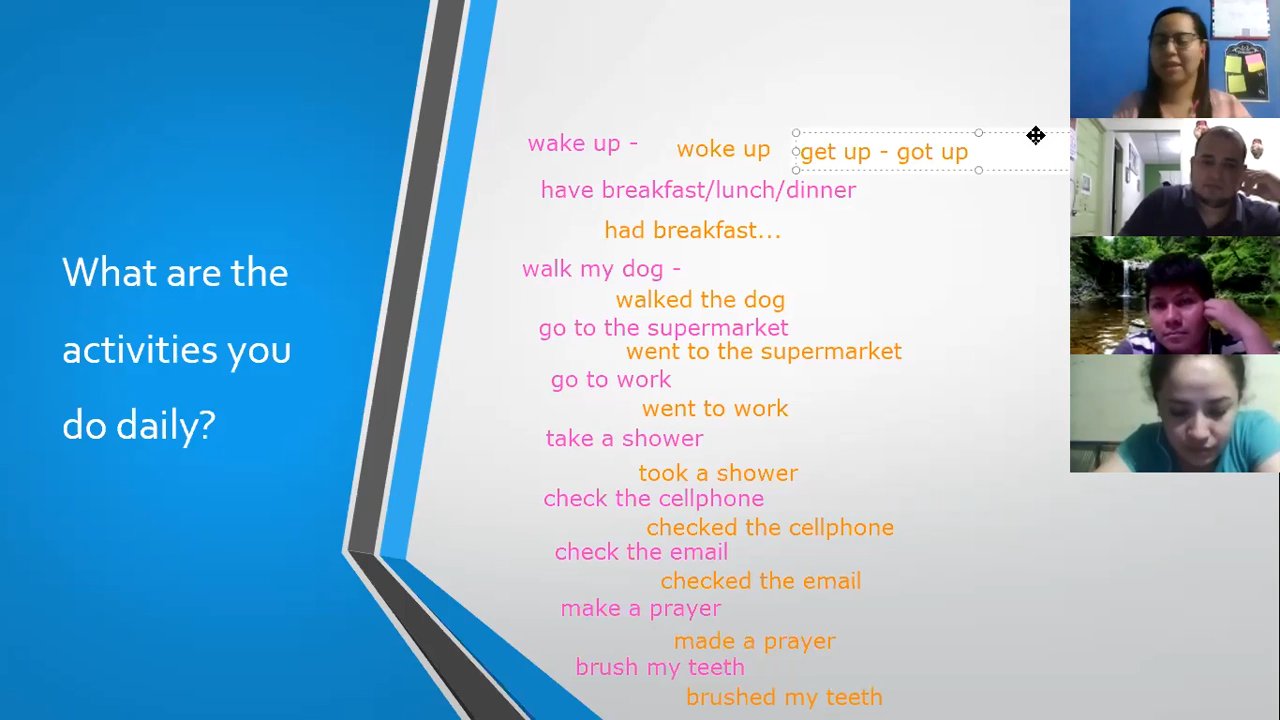 What are the
activities you
do daily?
wake up - woke up get up - got up
have breakfast/lunch/dinner
had breakfast...
walk my dog -
walked the dog
go to the supermarket
went to the supermarket
go to work
went to work
take a shower
took a shower
check the cellphone
checked the cellphone
check the email
checked the email
make a prayer
made a prayer
brush my teeth
brushed my teeth